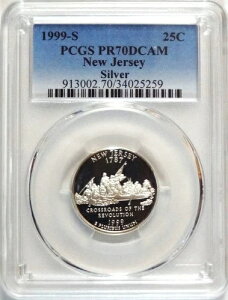 1999-S 25C
PCGS PR70DCAM
New Jersey
Silver
913002.70/34025259
NEW JERSEY
1787
CROSSROADS OF THE
REVOLUTION
1999
E PLURIBUS UNUM